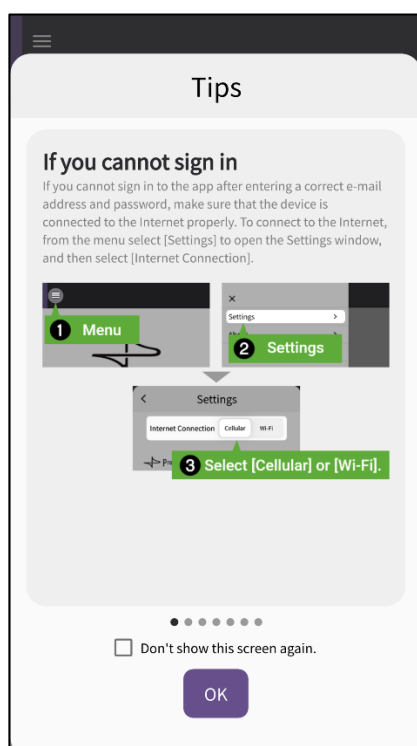 Tips
If you cannot sign in
If you cannot sign in to the app after entering a correct e-mail
address and password, make sure that the device is
connected to the Internet properly. To connect to the Internet,
from the menu select [Settings] to open the Settings window,
and then select [Internet Connection].
1 Menu
Settings
2 Settings
Settings
Internet Connection Cellular Wi-Fi
3 Select [Cellular] or [Wi-Fi].
Don't show this screen again.
OK